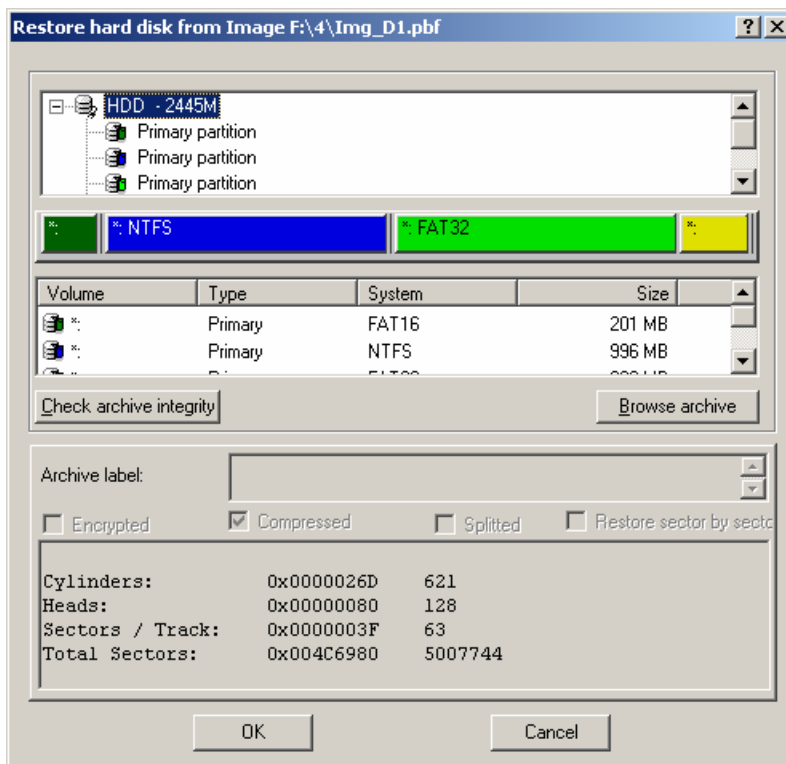 Restore hard disk from Image F:\4\Img_D1.pbf
HDD - 2445M
Primary partition
Primary partition
Primary partition
*: *: NTFS *: FAT32 *:
Volume Type System Size
*: Primary FAT16 201 MB
*: Primary NTFS 996 MB
Check archive integrity Browse archive
Archive label:
Encrypted Compressed Splitted Restore sector by secto
Cylinders: 0x0000026D 621
Heads: 0x00000080 128
Sectors / Track: 0x0000003F 63
Total Sectors: 0x004C6980 5007744
OK Cancel